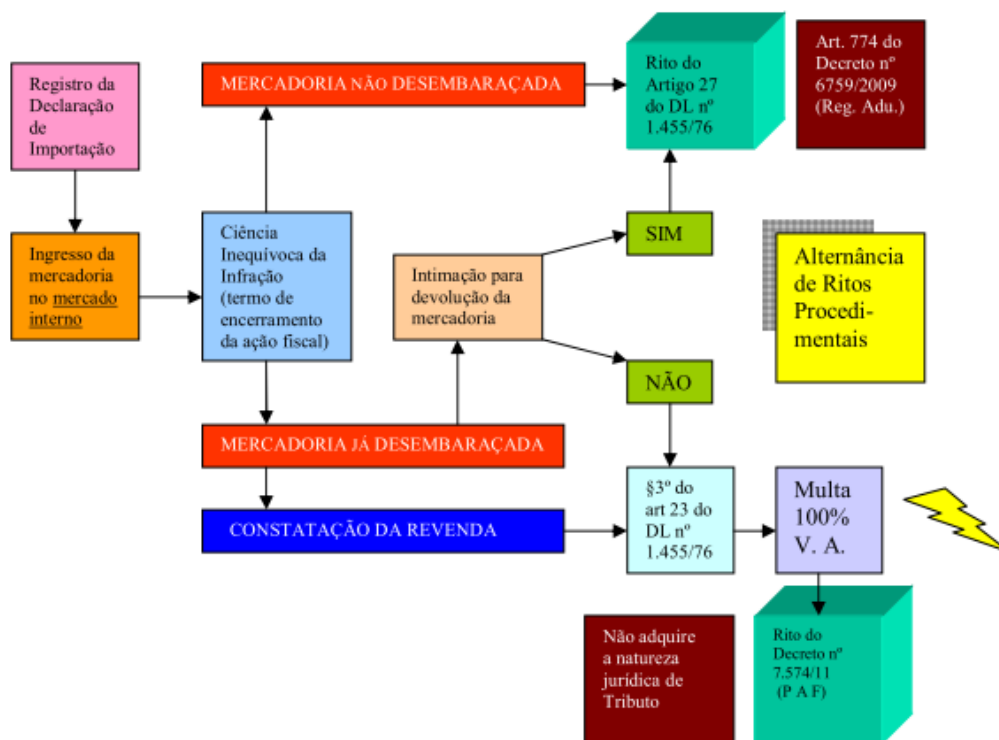 Registro da
Declaração
de
Importação
MERCADORIA NÃO DESEMBARAÇADA
Rito do
Artigo 27
do DL nº
1.455/76
Art. 774 do
Decreto nº
6759/2009
(Reg. Adu.)
Ingresso da
mercadoria
no mercado
interno
Ciência
Inequívoca da
Infração
(termo de
encerramento
da ação fiscal)
Intimação para
devolução da
mercadoria
SIM
NÃO
Alternância
de Ritos
Procedi-
mentais
MERCADORIA JÁ DESEMBARAÇADA
CONSTATAÇÃO DA REVENDA
§3º do
art 23 do
DL nº
1.455/76
Multa
100%
V. A.
Não adquire
a natureza
jurídica de
Tributo
Rito do
Decreto nº
7.574/11
(P A F)